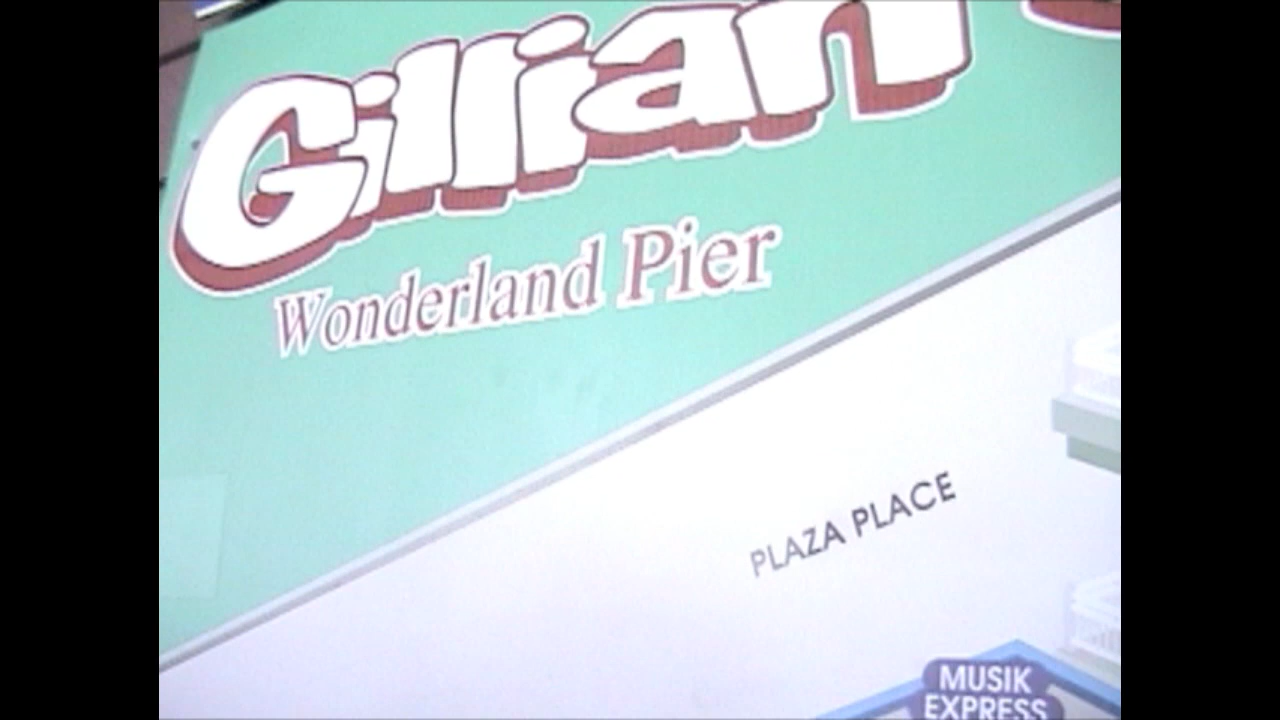 Gillian
Wonderland Pier
PLAZA PLACE
MUSIK
EXPRESS